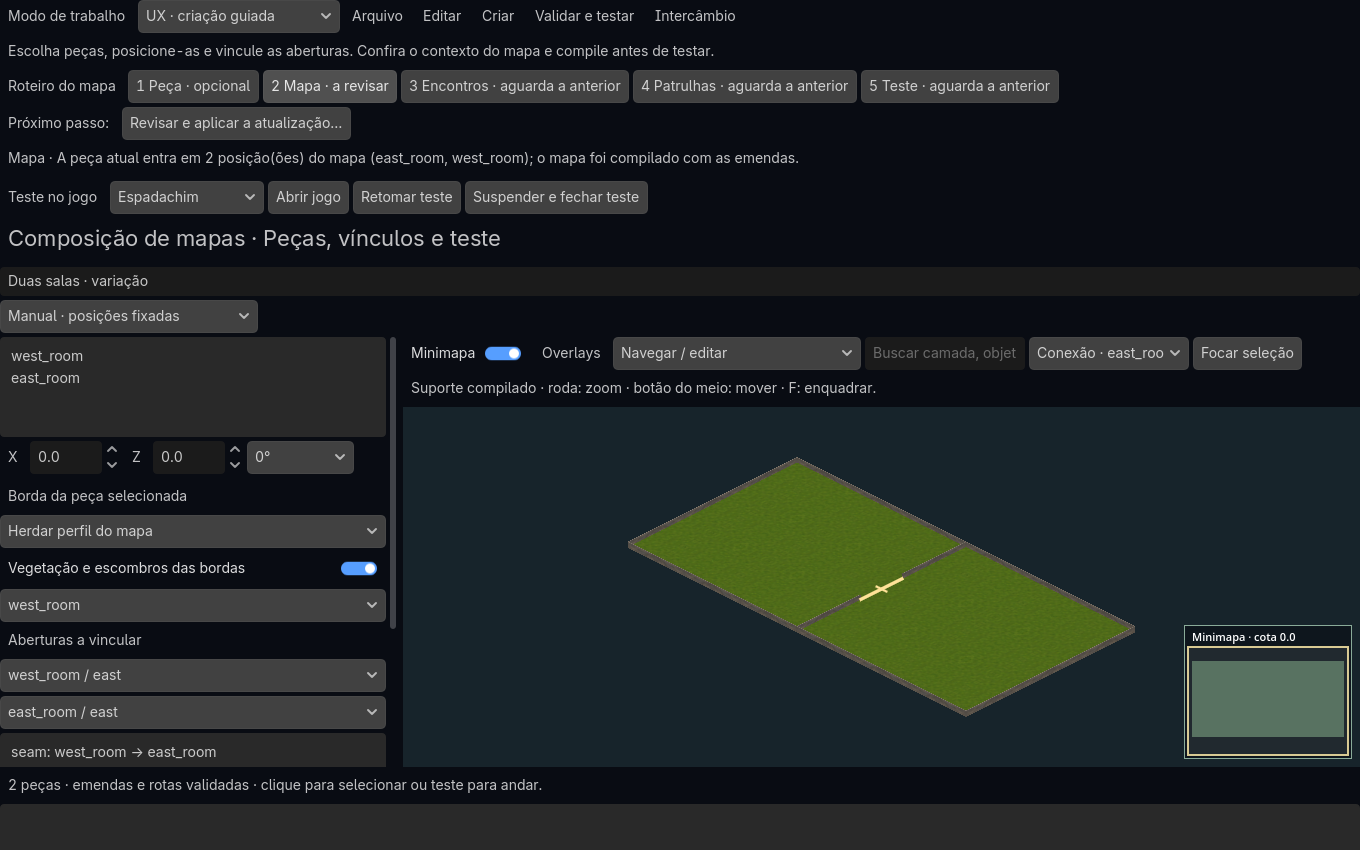 Modo de trabalho UX · criação guiada Arquivo Editar Criar Validar e testar Intercâmbio
Escolha peças, posicione-as e vincule as aberturas. Confira o contexto do mapa e compile antes de testar.
Roteiro do mapa 1 Peça · opcional 2 Mapa · a revisar 3 Encontros · aguarda a anterior 4 Patrulhas · aguarda a anterior 5 Teste · aguarda a anterior
Próximo passo: Revisar e aplicar a atualização...
Mapa · A peça atual entra em 2 posição(ões) do mapa (east_room, west_room); o mapa foi compilado com as emendas.
Teste no jogo Espadachim Abrir jogo Retomar teste Suspender e fechar teste
Composição de mapas · Peças, vínculos e teste
Duas salas · variação
Manual · posições fixadas
west_room
east_room
X 0.0 Z 0.0 0°
Borda da peça selecionada
Herdar perfil do mapa
Vegetação e escombros das bordas
west_room
Aberturas a vincular
west_room / east
east_room / east
seam: west_room → east_room
Minimapa Overlays Navegar / editar Buscar camada, objet Conexão · east_roo Focar seleção
Suporte compilado · roda: zoom · botão do meio: mover · F: enquadrar.
Minimapa · cota 0.0
2 peças · emendas e rotas validadas · clique para selecionar ou teste para andar.